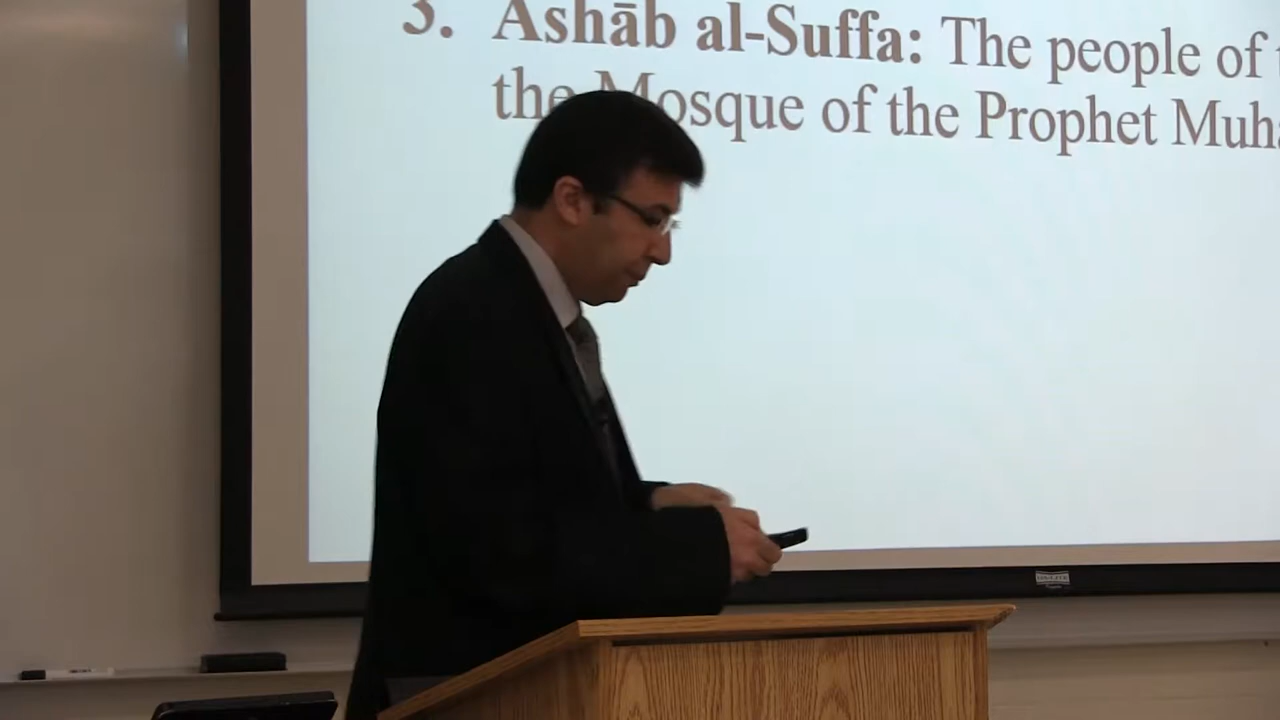 3. Ashāb al-Suffa: The people of
the Mosque of the Prophet